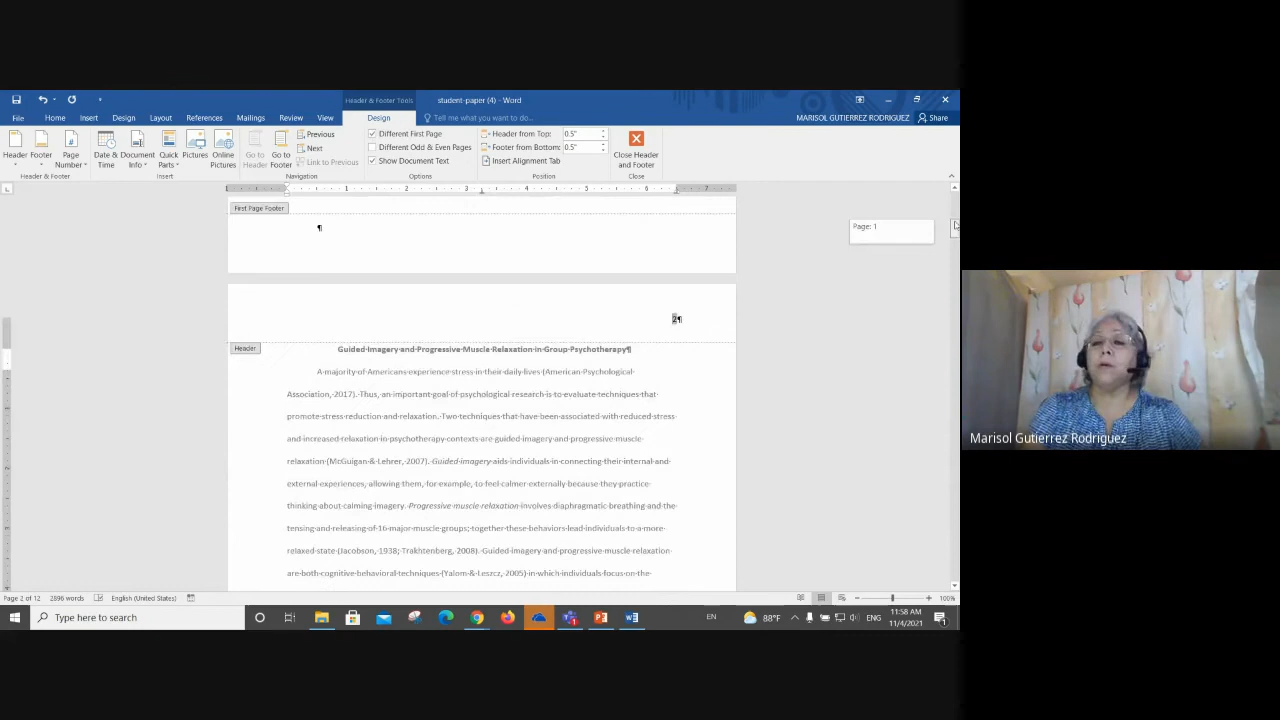 Header & Footer Tools
student-paper (4) - Word
File Home Insert Design Layout References Mailings Review View Design Tell me what you want to do...
MARISOL GUTIERREZ RODRIGUEZ Share
Header Footer Page Number
Header & Footer
Date & Time Document Info Quick Parts Pictures Online Pictures
Insert
Go to Header Go to Footer Previous Next Link to Previous
Navigation
Different First Page
Different Odd & Even Pages
Show Document Text
Options
Header from Top: 0.5"
Footer from Bottom: 0.5"
Insert Alignment Tab
Position
Close Header and Footer
Close
1 2 3 4 5 6 7
First Page Footer
¶
Page: 1
2¶
Header
Guided·Imagery·and·Progressive·Muscle·Relaxation·in·Group·Psychotherapy¶
A·majority·of·Americans·experience·stress·in·their·daily·lives·(American·Psychological·
Association,·2017).·Thus,·an·important·goal·of·psychological·research·is·to·evaluate·techniques·that·
promote·stress·reduction·and·relaxation.·Two·techniques·that·have·been·associated·with·reduced·stress·
and·increased·relaxation·in·psychotherapy·contexts·are·guided·imagery·and·progressive·muscle·
relaxation·(McGuigan·&·Lehrer,·2007).·Guided·imagery·aids·individuals·in·connecting·their·internal·and·
external·experiences,·allowing·them,·for·example,·to·feel·calmer·externally·because·they·practice·
thinking·about·calming·imagery.·Progressive·muscle·relaxation·involves·diaphragmatic·breathing·and·the·
tensing·and·releasing·of·16·major·muscle·groups;·together·these·behaviors·lead·individuals·to·a·more·
relaxed·state·(Jacobson,·1938;·Trakhtenberg,·2008).·Guided·imagery·and·progressive·muscle·relaxation·
are·both·cognitive·behavioral·techniques·(Yalom·&·Leszcz,·2005)·in·which·individuals·focus·on·the·
Marisol Gutierrez Rodriguez
Page 2 of 12 2896 words English (United States) 100%
Type here to search
EN 88°F ENG
11:58 AM
11/4/2021